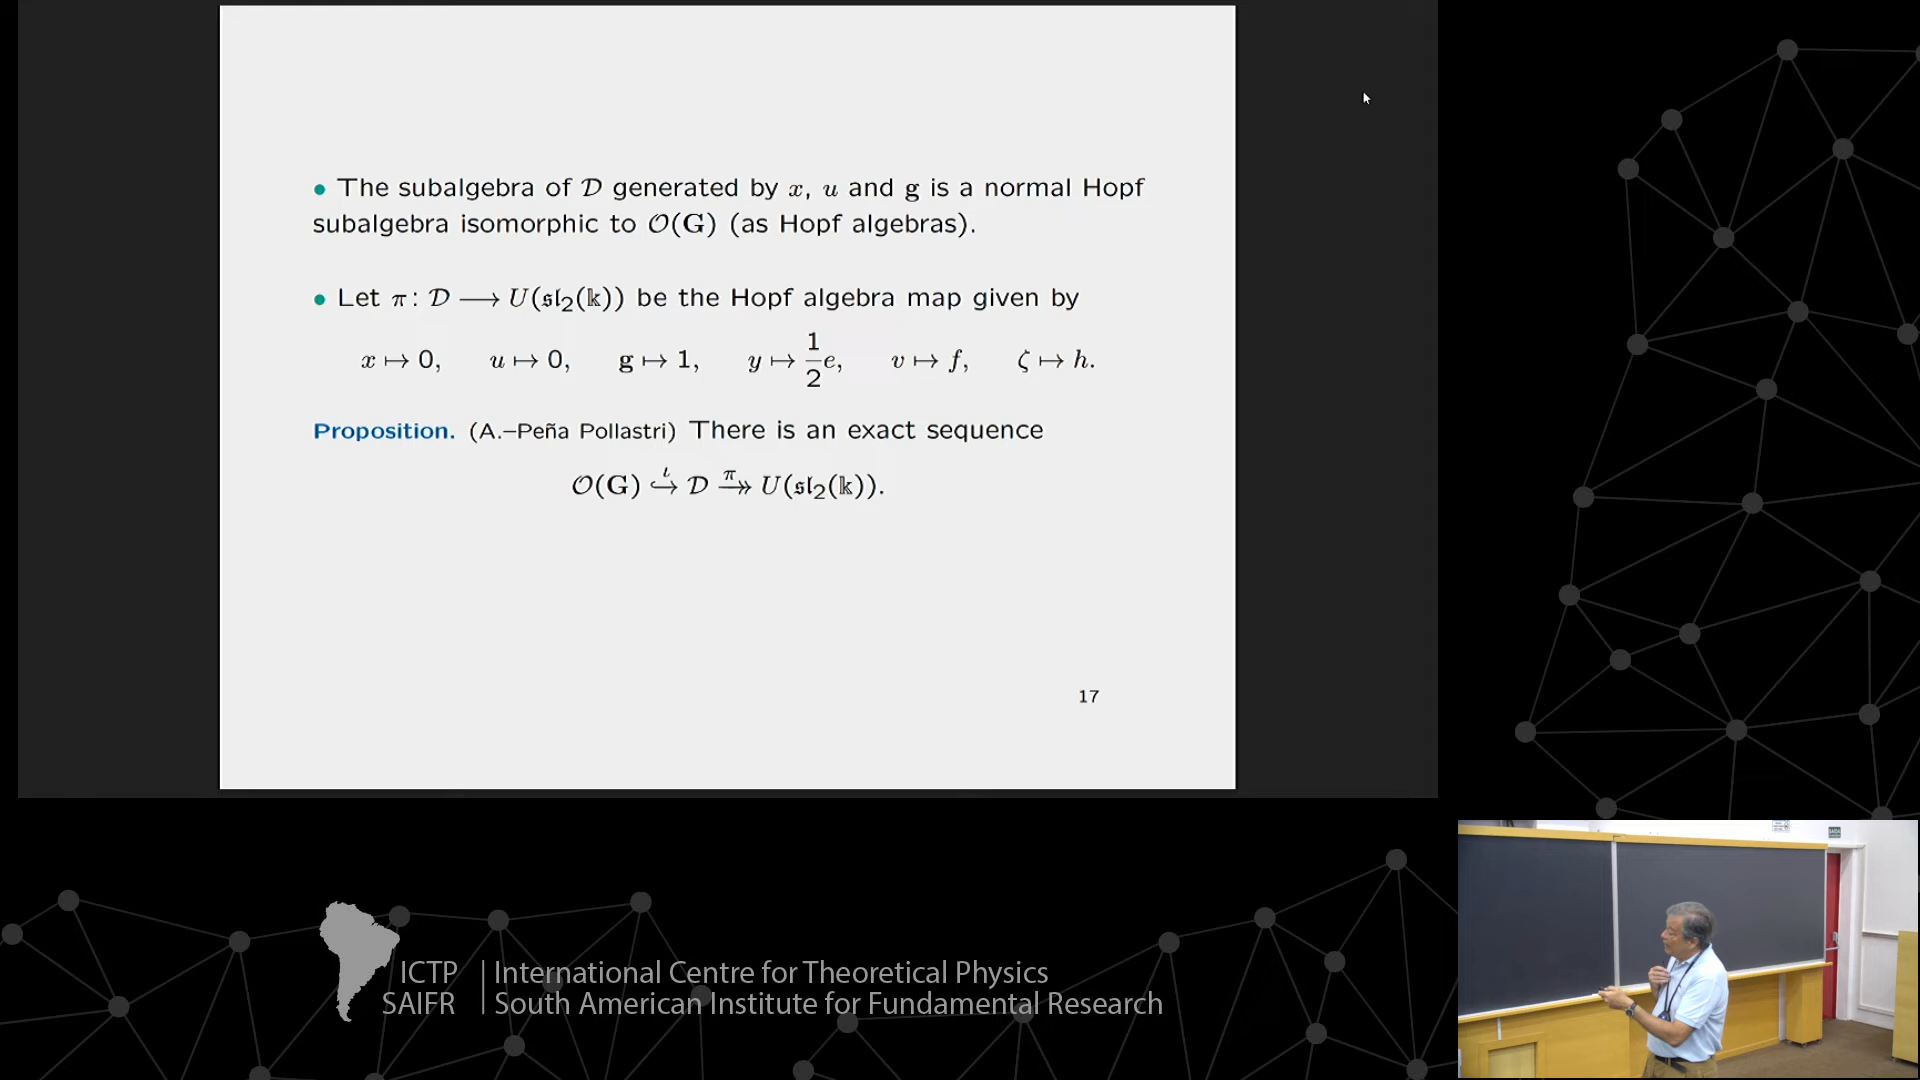 • The subalgebra of 𝒟 generated by x, u and g is a normal Hopf
subalgebra isomorphic to 𝒪(G) (as Hopf algebras).
• Let π : 𝒟 ⟶ U(𝔰𝔩₂(𝕜)) be the Hopf algebra map given by
x ↦ 0, u ↦ 0, g ↦ 1, y ↦ 1/2 e, v ↦ f, ζ ↦ h.
Proposition. (A.–Peña Pollastri) There is an exact sequence
𝒪(G) ↪^ι 𝒟 ↠^π U(𝔰𝔩₂(𝕜)).
17
ICTP | International Centre for Theoretical Physics
SAIFR | South American Institute for Fundamental Research